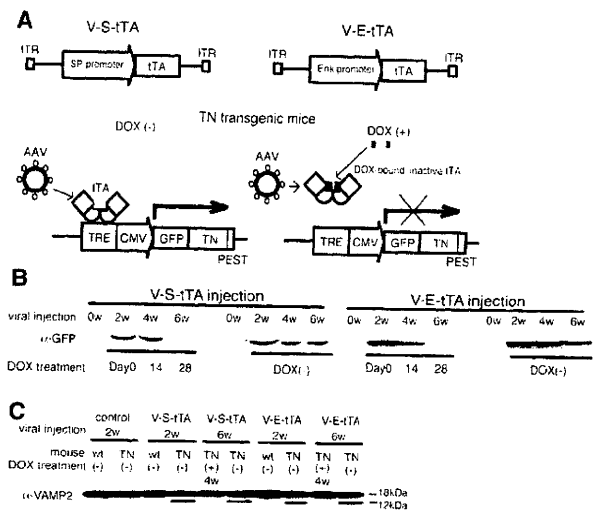 A
V-S-tTA
V-E-tTA
ITR ITR ITR ITR
SP promoter tTA Enk promoter tTA
TN transgenic mice
DOX (-)
DOX (+)
AAV AAV
tTA
DOX-bound inactive tTA
TRE CMV GFP TN TRE CMV GFP TN
PEST PEST
B
V-S-tTA injection V-E-tTA injection
viral injection 0w 2w 4w 6w 0w 2w 4w 6w 0w 2w 4w 6w 0w 2w 4w 6w
α-GFP
DOX treatment Day0 14 28 DOX(-) Day0 14 28 DOX(-)
C
control V-S-tTA V-S-tTA V-E-tTA V-E-tTA
viral injection 2w 2w 6w 2w 6w
mouse wt TN wt TN TN TN wt TN TN TN
DOX treatment (-) (-) (-) (-) (+) (-) (-) (-) (+) (-)
4w 4w
α-VAMP2
18kDa
12kDa